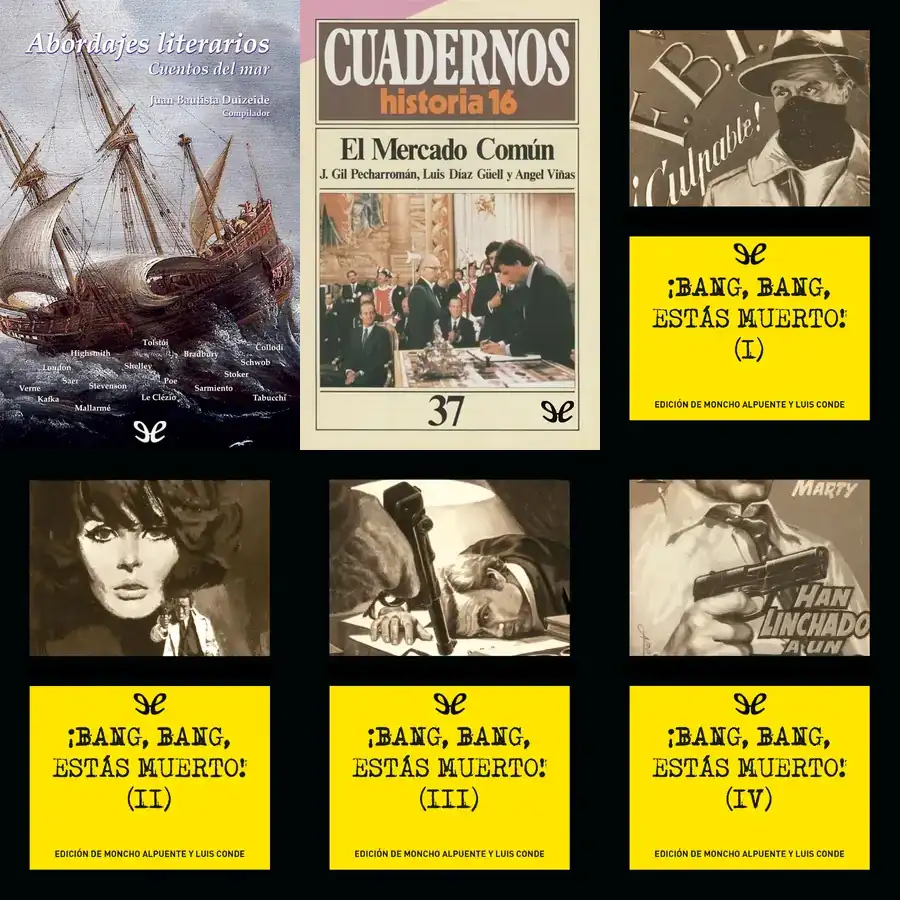 Abordajes literarios
Cuentos del mar
Juan Bautista Duizeide
Compilador
Tolstoi
Collodi
Highsmith
Bradbury
Schwob
London
Shelley
Stoker
Saer
Poe
Verne
Stevenson
Sarmiento
Kafka
Le Clézio
Tabucchi
Mallarmé
CUADERNOS
historia 16
El Mercado Común
J. Gil Pecharromán, Luis Díaz Güell y Angel Viñas
37
F.B.I.
¡Culpable!
¡BANG, BANG,
ESTÁS MUERTO!
(I)
EDICIÓN DE MONCHO ALPUENTE Y LUIS CONDE
¡BANG, BANG,
ESTÁS MUERTO!
(II)
EDICIÓN DE MONCHO ALPUENTE Y LUIS CONDE
¡BANG, BANG,
ESTÁS MUERTO!
(III)
EDICIÓN DE MONCHO ALPUENTE Y LUIS CONDE
MARTY
HAN
LINCHADO
A UN
¡BANG, BANG,
ESTÁS MUERTO!
(IV)
EDICIÓN DE MONCHO ALPUENTE Y LUIS CONDE